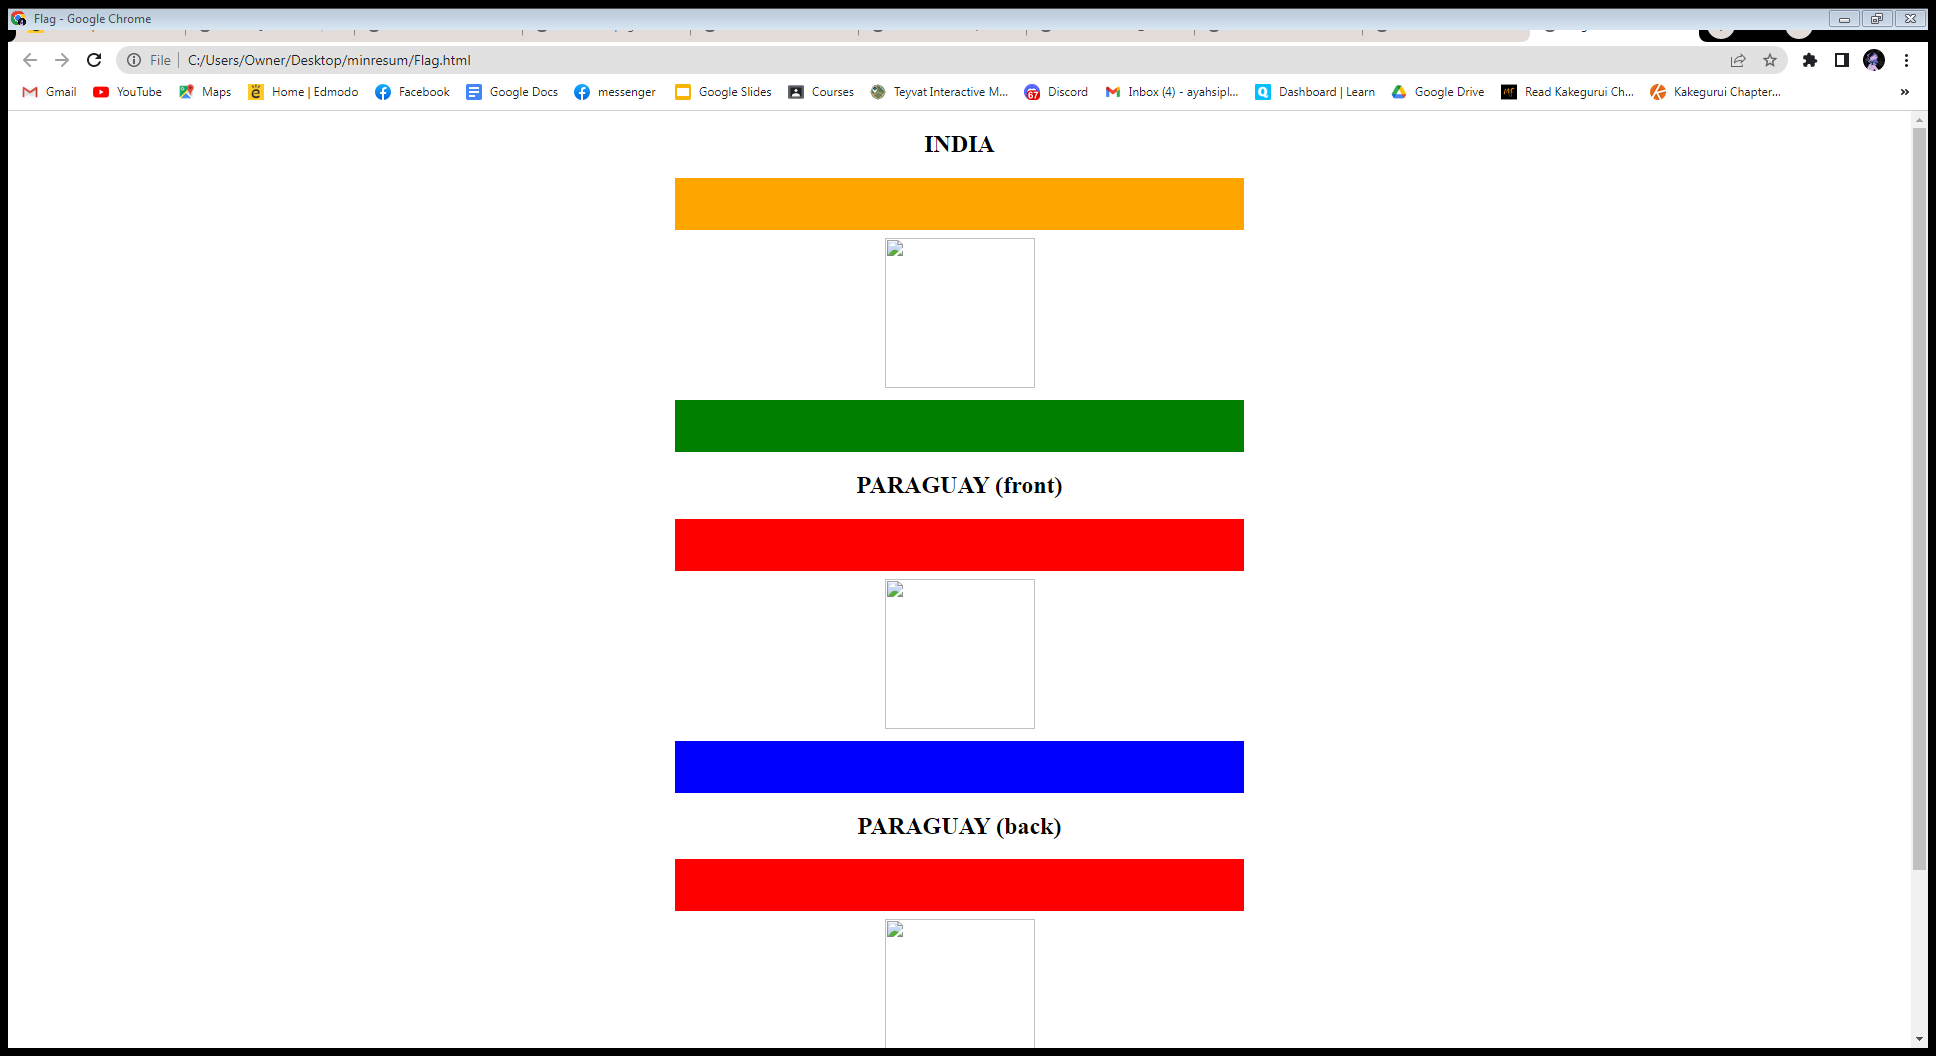 Flag - Google Chrome
File C:/Users/Owner/Desktop/minresum/Flag.html
Gmail YouTube Maps Home | Edmodo Facebook Google Docs messenger Google Slides Courses Teyvat Interactive M... Discord Inbox (4) - ayahsipl... Dashboard | Learn Google Drive Read Kakegurui Ch... Kakegurui Chapter... »
67
INDIA
PARAGUAY (front)
PARAGUAY (back)